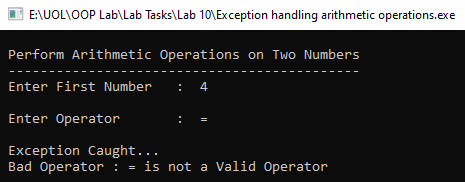 E:\UOL\OOP Lab\Lab Tasks\Lab 10\Exception handling arithmetic operations.exe
Perform Arithmetic Operations on Two Numbers
--------------------------------------------
Enter First Number   :  4
Enter Operator       :  =
Exception Caught...
Bad Operator : = is not a Valid Operator